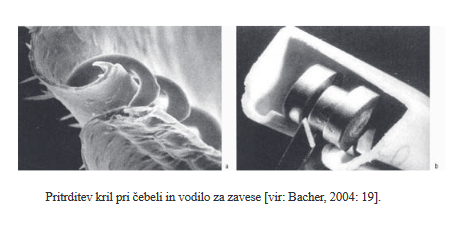 a
b
Pritrditev kril pri čebeli in vodilo za zavese [vir: Bacher, 2004: 19].